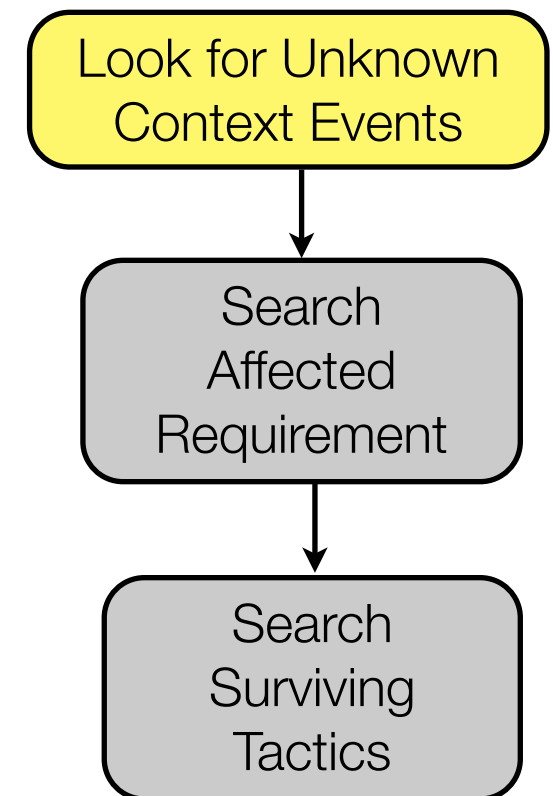 Look for Unknown
Context Events
Search
Affected
Requirement
Search
Surviving
Tactics